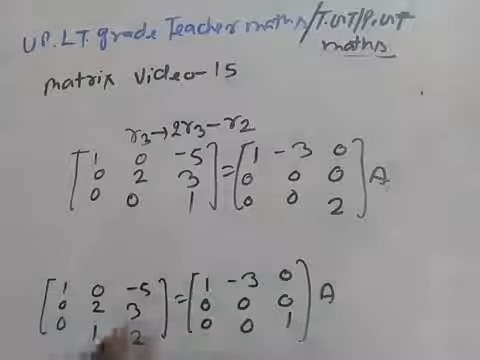 UP. LT. grade Teacher maths/T.GT/P.GT
maths
matrix video-15
r3→2r3-r2
[1 0 -5] = [1 -3 0] A
[0 2 3] [0 0 0]
[0 0 1] [0 0 2]
[1 0 -5] = [1 -3 0] A
[0 2 3] [0 0 0]
[0 1 2] [0 0 1]